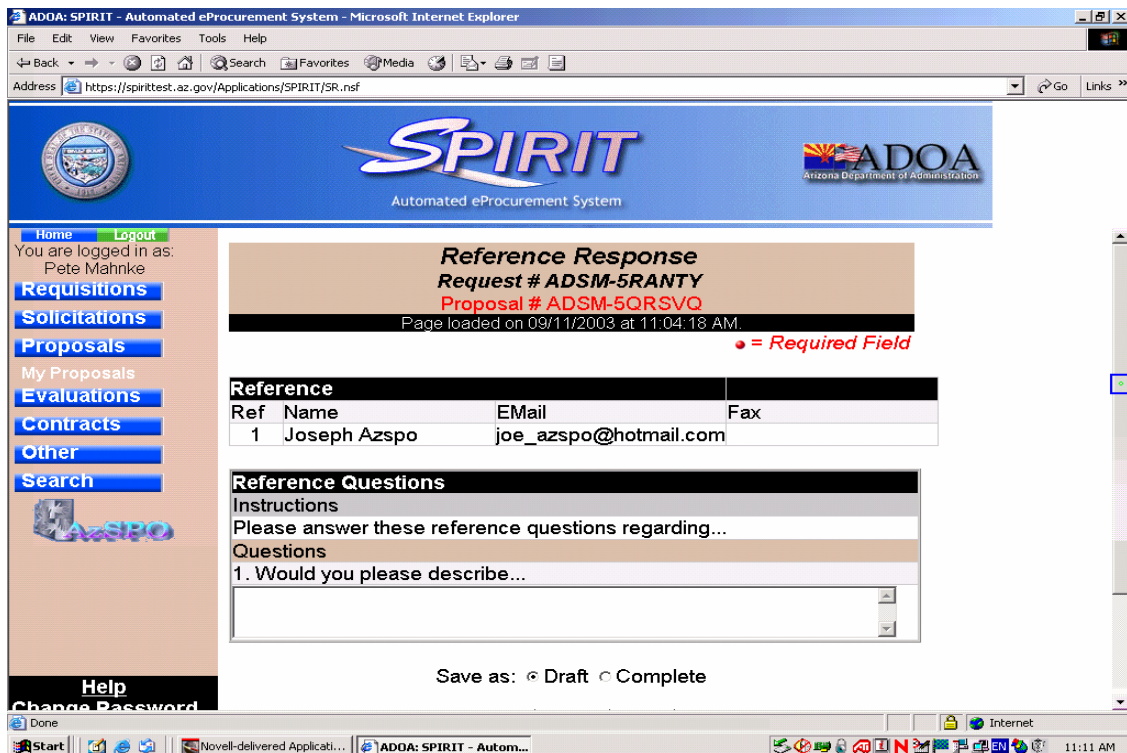 ADOA: SPIRIT - Automated eProcurement System - Microsoft Internet Explorer
File Edit View Favorites Tools Help
Back Search Favorites Media
Address https://spirittest.az.gov/Applications/SPIRIT/SR.nsf Go Links »
SPIRIT
Automated eProcurement System
ADOA
Arizona Department of Administration
Home Logout
You are logged in as:
Pete Mahnke
Requisitions
Solicitations
Proposals
My Proposals
Evaluations
Contracts
Other
Search
AzSPO
Help
Change Password
Reference Response
Request # ADSM-5RANTY
Proposal # ADSM-5QRSVQ
Page loaded on 09/11/2003 at 11:04:18 AM.
= Required Field
Reference
Ref Name EMail Fax
1 Joseph Azspo joe_azspo@hotmail.com
Reference Questions
Instructions
Please answer these reference questions regarding...
Questions
1. Would you please describe...
Save as: Draft Complete
Done Internet
Start Novell-delivered Applicati... ADOA: SPIRIT - Autom... EN 11:11 AM